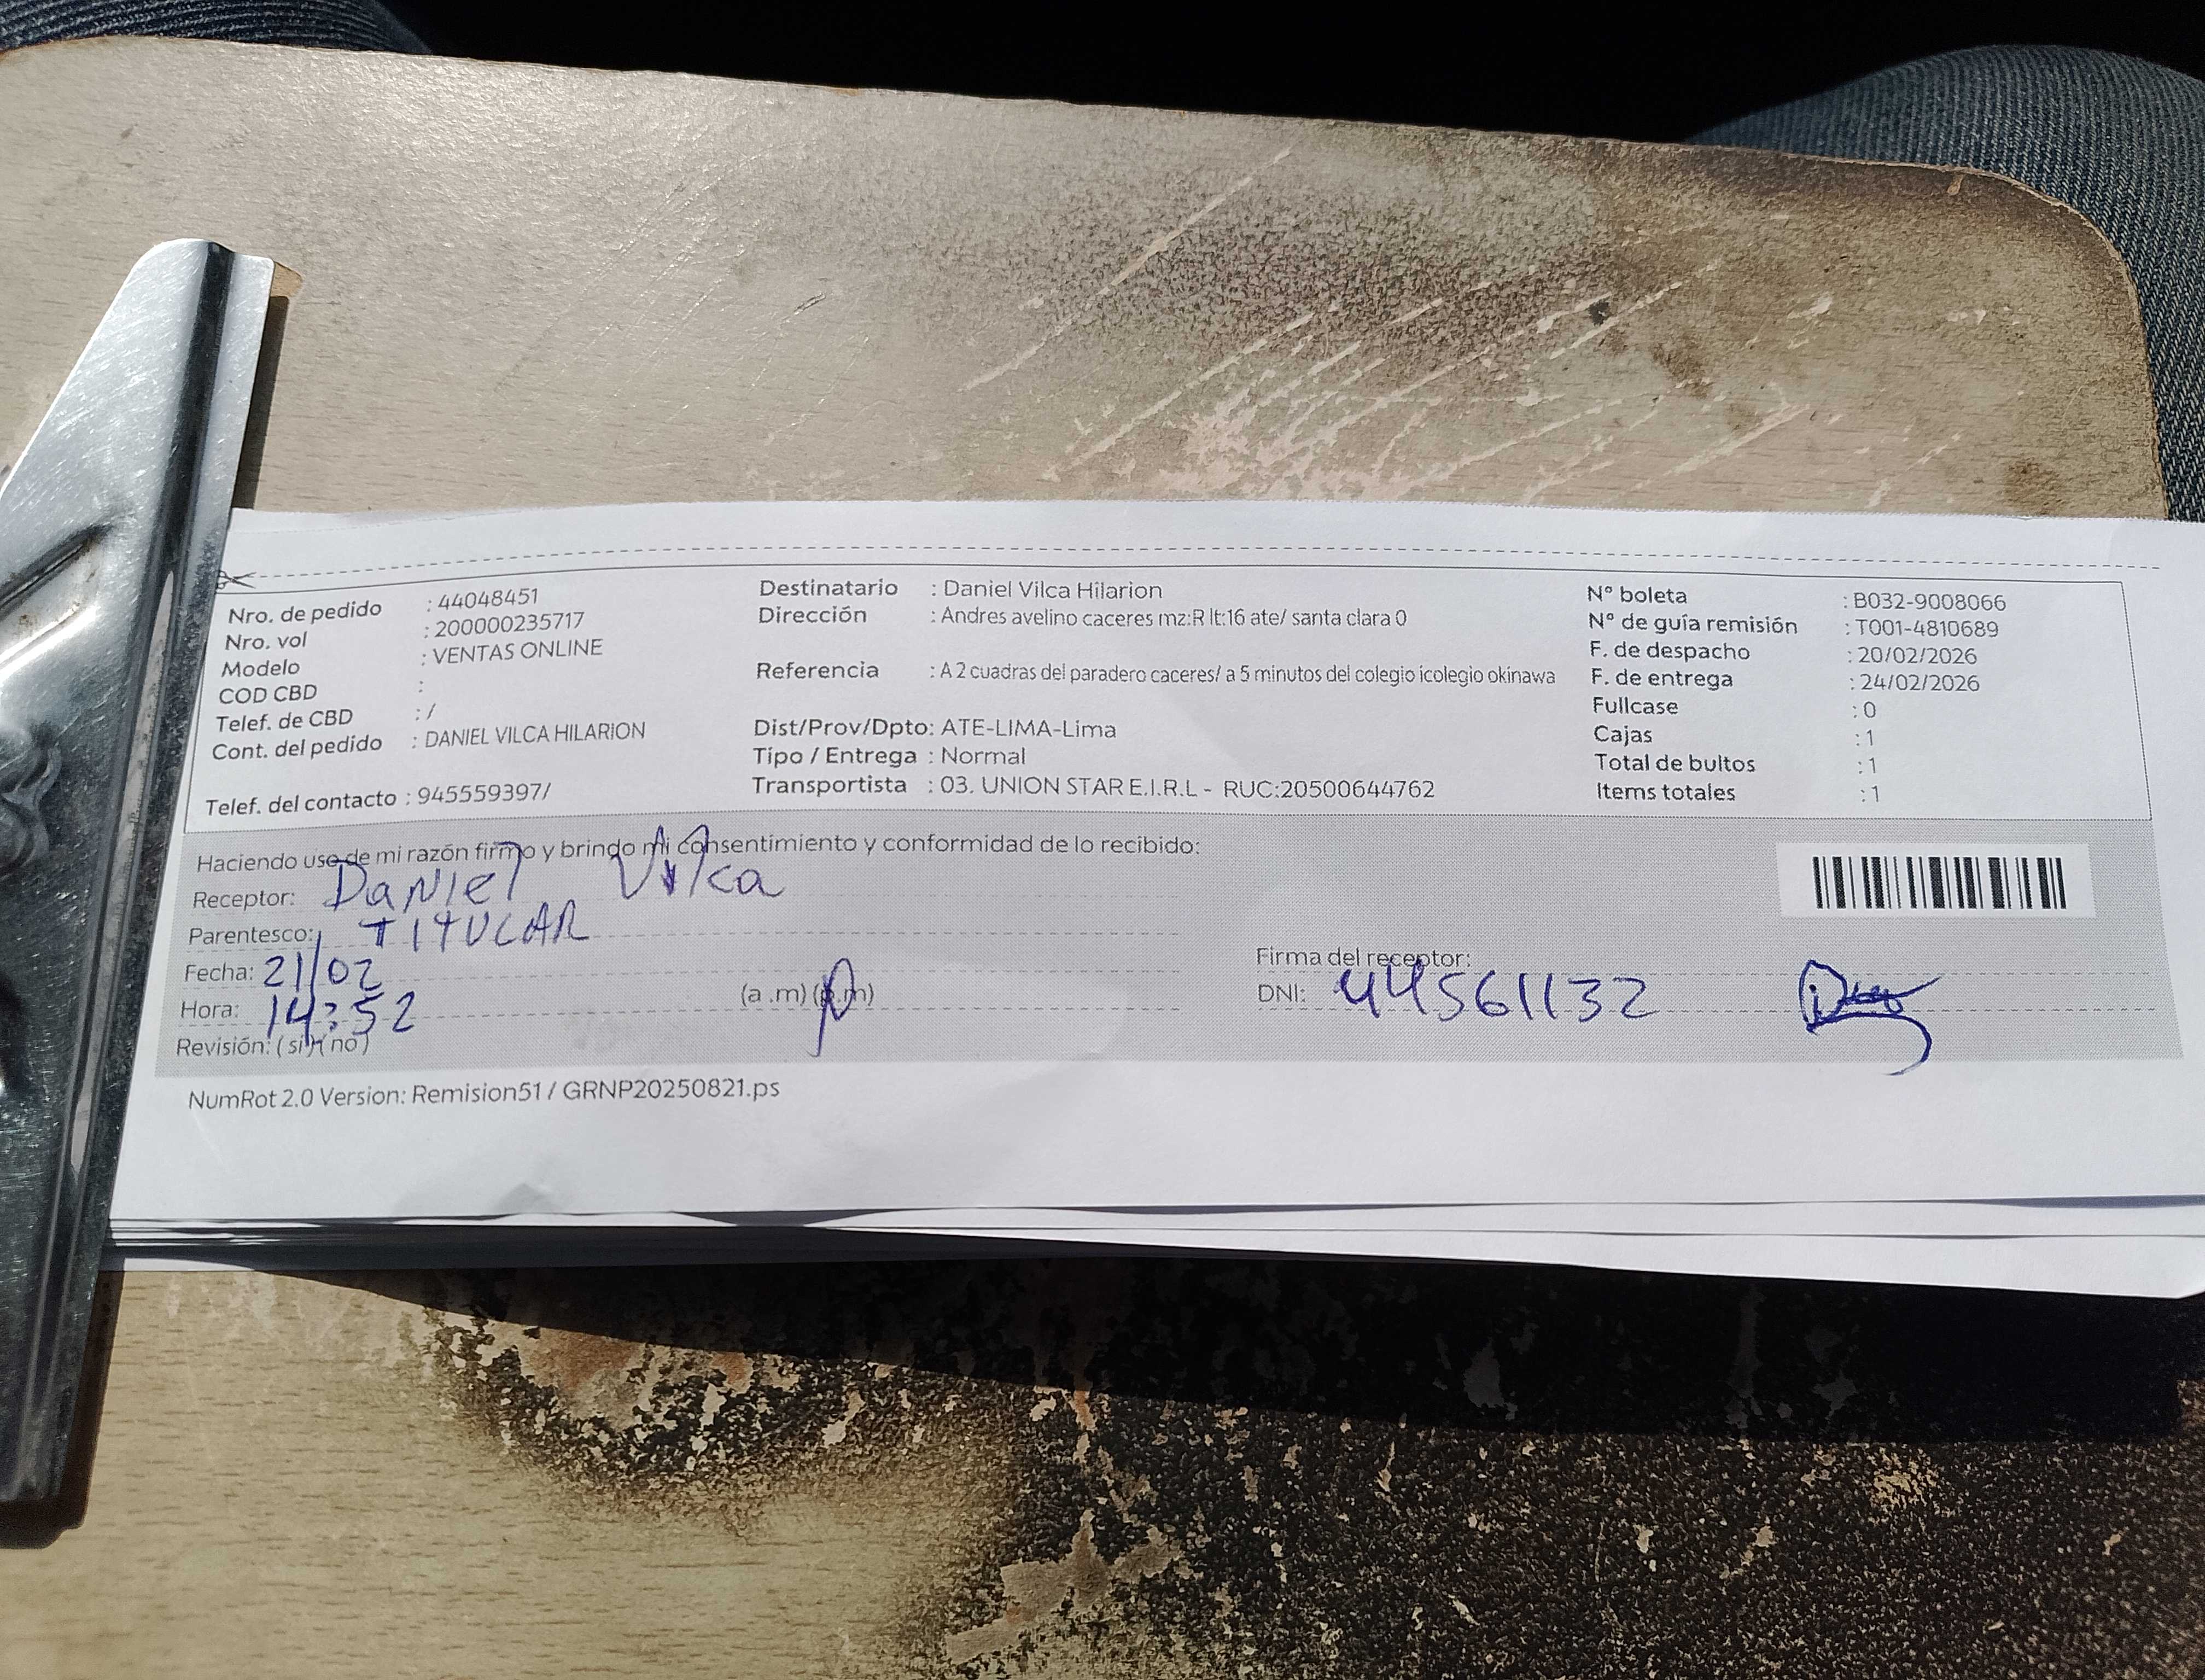 Nro. de pedido : 44048451
Nro. vol : 200000235717
Modelo : VENTAS ONLINE
COD CBD :
Telef. de CBD : /
Cont. del pedido : DANIEL VILCA HILARION
Telef. del contacto : 945559397/
Destinatario : Daniel Vilca Hilarion
Dirección : Andres avelino caceres mz:R lt:16 ate/ santa clara 0
Referencia : A 2 cuadras del paradero caceres/ a 5 minutos del colegio icolegio okinawa
Dist/Prov/Dpto: ATE-LIMA-Lima
Tipo / Entrega : Normal
Transportista : 03. UNION STAR E.I.R.L - RUC:20500644762
N° boleta : B032-9008066
N° de guía remisión : T001-4810689
F. de despacho : 20/02/2026
F. de entrega : 24/02/2026
Fullcase : 0
Cajas : 1
Total de bultos : 1
Items totales : 1
Haciendo uso de mi razón firmo y brindo mi consentimiento y conformidad de lo recibido:
Receptor: Daniel Vilca
Parentesco: TITULAR
Fecha: 21/02
Hora: 14:52 (a .m) (p.m)
Revisión: ( si ) ( no )
Firma del receptor:
DNI: 44561132
NumRot 2.0 Version: Remision51 / GRNP20250821.ps